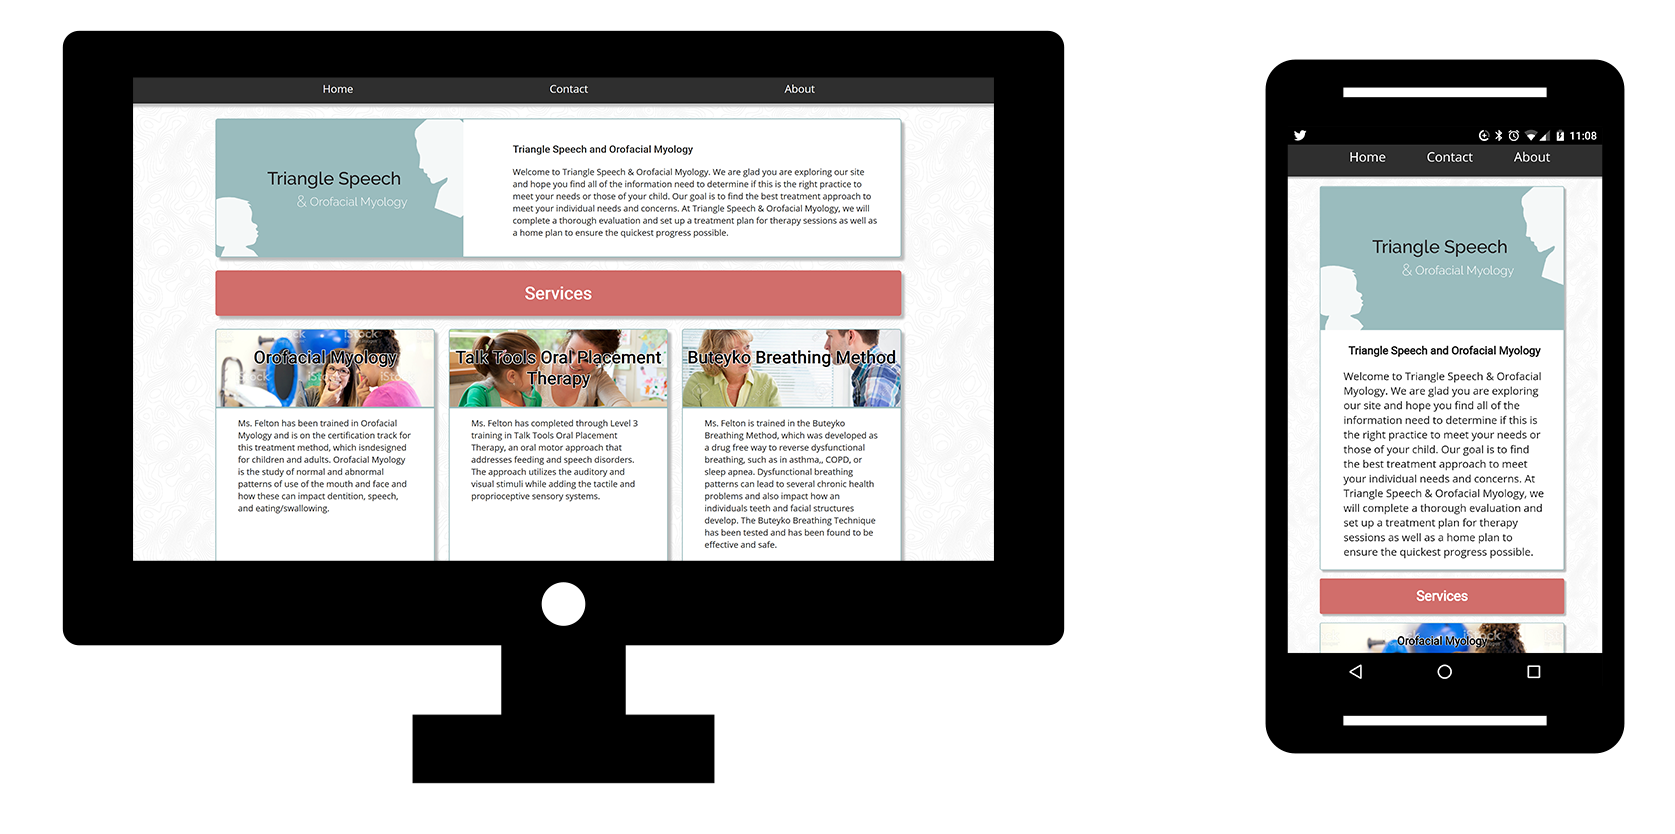 Home Contact About
Triangle Speech
& Orofacial Myology
Triangle Speech and Orofacial Myology
Welcome to Triangle Speech & Orofacial Myology. We are glad you are exploring our site
and hope you find all of the information need to determine if this is the right practice to
meet your needs or those of your child. Our goal is to find the best treatment approach to
meet your individual needs and concerns. At Triangle Speech & Orofacial Myology, we will
complete a thorough evaluation and set up a treatment plan for therapy sessions as well as
a home plan to ensure the quickest progress possible.
Services
iStock
Orofacial Myology
iStock
Ms. Felton has been trained in Orofacial
Myology and is on the certification track for
this treatment method, which isndesigned
for children and adults. Orofacial Myology
is the study of normal and abnormal
patterns of use of the mouth and face and
how these can impact dentition, speech,
and eating/swallowing.
Talk Tools Oral Placement
Therapy
Ms. Felton has completed through Level 3
training in Talk Tools Oral Placement
Therapy, an oral motor approach that
addresses feeding and speech disorders.
The approach utilizes the auditory and
visual stimuli while adding the tactile and
proprioceptive sensory systems.
Buteyko Breathing Method
Ms. Felton is trained in the Buteyko
Breathing Method, which was developed as
a drug free way to reverse dysfunctional
breathing, such as in asthma,, COPD, or
sleep apnea. Dysfunctional breathing
patterns can lead to several chronic health
problems and also impact how an
individuals teeth and facial structures
develop. The Buteyko Breathing Technique
has been tested and has been found to be
effective and safe.
11:08
Home Contact About
Triangle Speech
& Orofacial Myology
Triangle Speech and Orofacial Myology
Welcome to Triangle Speech & Orofacial
Myology. We are glad you are exploring
our site and hope you find all of the
information need to determine if this is
the right practice to meet your needs or
those of your child. Our goal is to find
the best treatment approach to meet
your individual needs and concerns. At
Triangle Speech & Orofacial Myology, we
will complete a thorough evaluation and
set up a treatment plan for therapy
sessions as well as a home plan to
ensure the quickest progress possible.
Services
Orofacial Myology